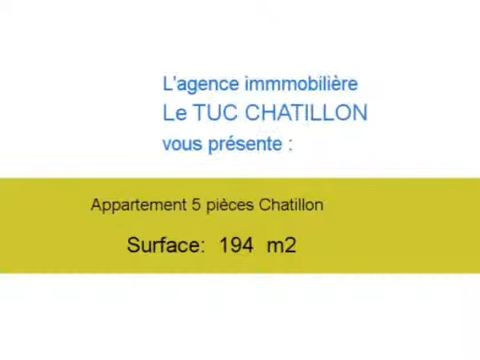 L'agence immmobilière
Le TUC CHATILLON
vous présente :
Appartement 5 pièces Chatillon
Surface: 194 m2